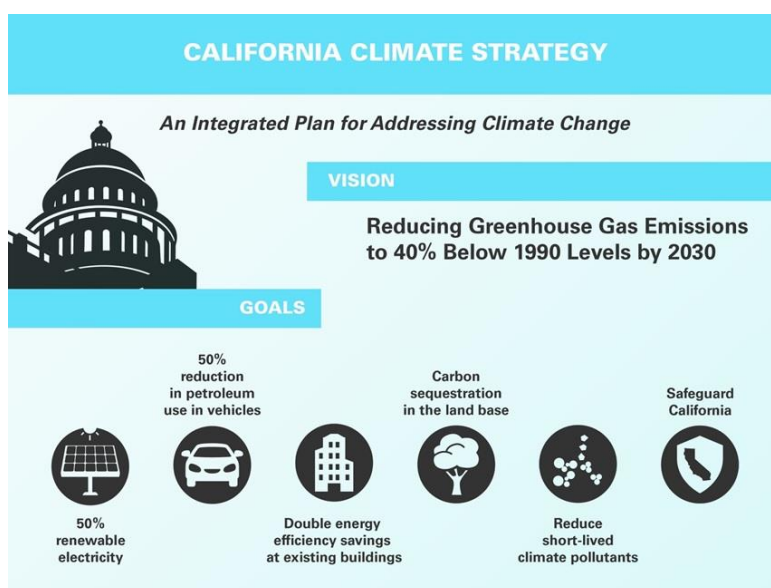 CALIFORNIA CLIMATE STRATEGY
An Integrated Plan for Addressing Climate Change
VISION
Reducing Greenhouse Gas Emissions
to 40% Below 1990 Levels by 2030
GOALS
50%
renewable
electricity
50%
reduction
in petroleum
use in vehicles
Double energy
efficiency savings
at existing buildings
Carbon
sequestration
in the land base
Reduce
short-lived
climate pollutants
Safeguard
California